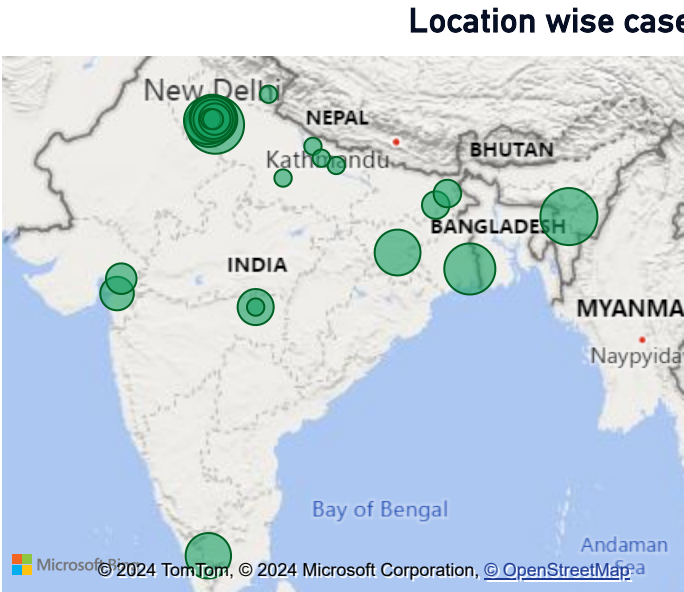 Location wise case
New Delhi
NEPAL
Kathmandu
BHUTAN
BANGLADESH
INDIA
MYANMA
Naypyida
Bay of Bengal
Andaman
Sea
Microsoft Bing
© 2024 TomTom, © 2024 Microsoft Corporation, © OpenStreetMap